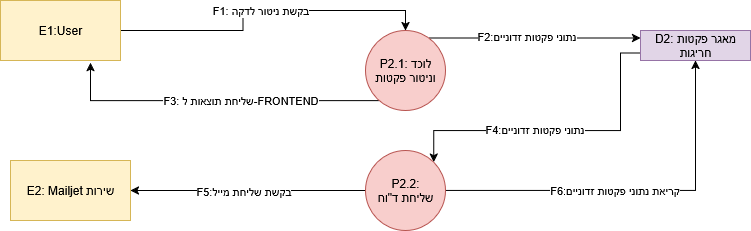 F1: בקשת ניטור לדקה
E1:User
P2.1: לוכד
וניטור פקטות
F2:נתוני פקטות זדוניים
D2: מאגר פקטות
חריגות
F3: שליחת תוצאות ל-FRONTEND
F4:נתוני פקטות זדוניים
E2: Mailjet שירות
F5:בקשת שליחת מייל
P2.2:
שליחת ד"וח
F6:קריאת נתוני פקטות זדוניים